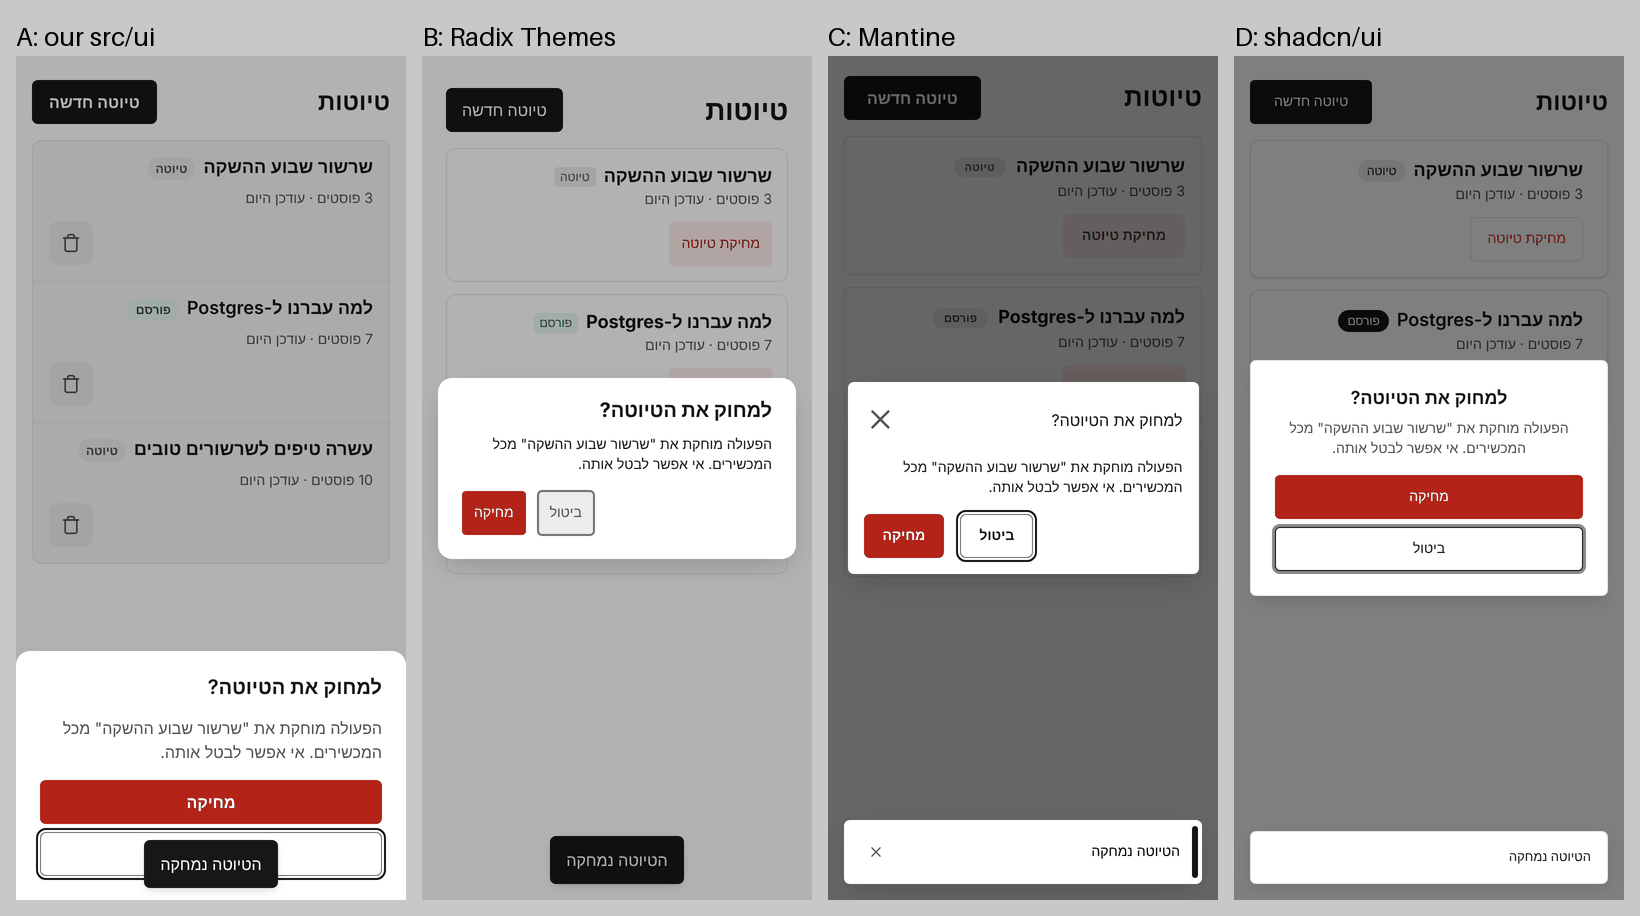 A: our src/ui
טיוטות
טיוטה חדשה
שרשור שבוע ההשקה
טיוטה
3 פוסטים · עודכן היום
למה עברנו ל-Postgres
פורסם
7 פוסטים · עודכן היום
עשרה טיפים לשרשורים טובים
טיוטה
10 פוסטים · עודכן היום
למחוק את הטיוטה?
הפעולה מוחקת את "שרשור שבוע ההשקה" מכל
המכשירים. אי אפשר לבטל אותה.
מחיקה
הטיוטה נמחקה
B: Radix Themes
טיוטות
טיוטה חדשה
שרשור שבוע ההשקה
טיוטה
3 פוסטים · עודכן היום
מחיקת טיוטה
למה עברנו ל-Postgres
פורסם
7 פוסטים · עודכן היום
למחוק את הטיוטה?
הפעולה מוחקת את "שרשור שבוע ההשקה" מכל
המכשירים. אי אפשר לבטל אותה.
ביטול
מחיקה
הטיוטה נמחקה
C: Mantine
טיוטות
טיוטה חדשה
שרשור שבוע ההשקה
טיוטה
3 פוסטים · עודכן היום
מחיקת טיוטה
למה עברנו ל-Postgres
פורסם
7 פוסטים · עודכן היום
למחוק את הטיוטה?
הפעולה מוחקת את "שרשור שבוע ההשקה" מכל
המכשירים. אי אפשר לבטל אותה.
ביטול
מחיקה
הטיוטה נמחקה
D: shadcn/ui
טיוטות
טיוטה חדשה
שרשור שבוע ההשקה
טיוטה
3 פוסטים · עודכן היום
מחיקת טיוטה
למה עברנו ל-Postgres
פורסם
7 פוסטים · עודכן היום
למחוק את הטיוטה?
הפעולה מוחקת את "שרשור שבוע ההשקה" מכל
המכשירים. אי אפשר לבטל אותה.
מחיקה
ביטול
הטיוטה נמחקה